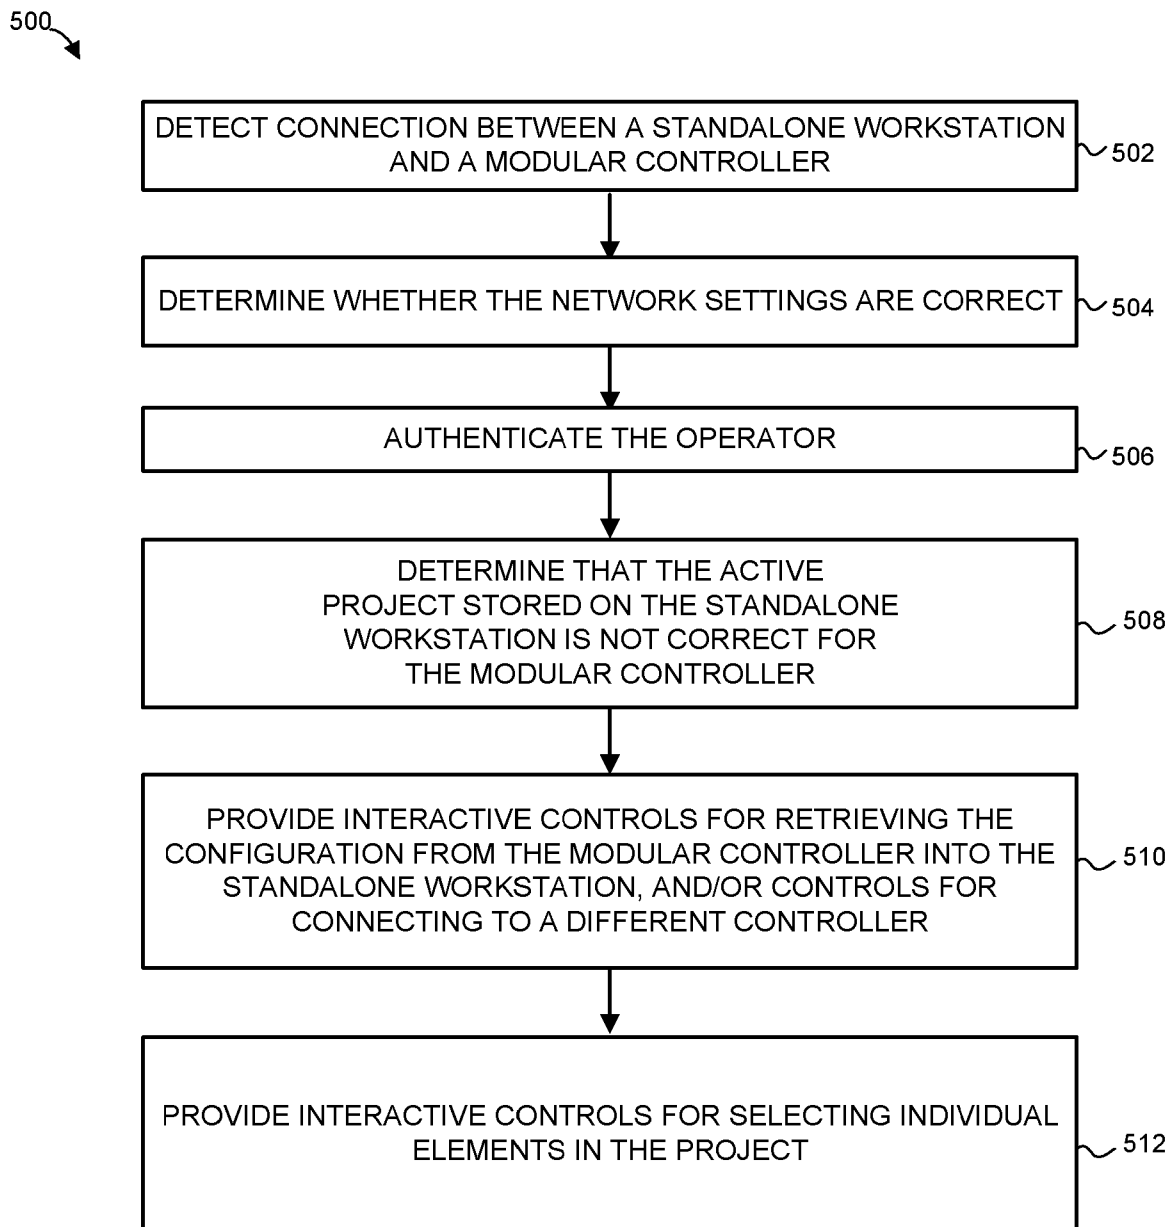 500
DETECT CONNECTION BETWEEN A STANDALONE WORKSTATION
AND A MODULAR CONTROLLER
502
DETERMINE WHETHER THE NETWORK SETTINGS ARE CORRECT
504
AUTHENTICATE THE OPERATOR
506
DETERMINE THAT THE ACTIVE
PROJECT STORED ON THE STANDALONE
WORKSTATION IS NOT CORRECT FOR
THE MODULAR CONTROLLER
508
PROVIDE INTERACTIVE CONTROLS FOR RETRIEVING THE
CONFIGURATION FROM THE MODULAR CONTROLLER INTO THE
STANDALONE WORKSTATION, AND/OR CONTROLS FOR
CONNECTING TO A DIFFERENT CONTROLLER
510
PROVIDE INTERACTIVE CONTROLS FOR SELECTING INDIVIDUAL
ELEMENTS IN THE PROJECT
512